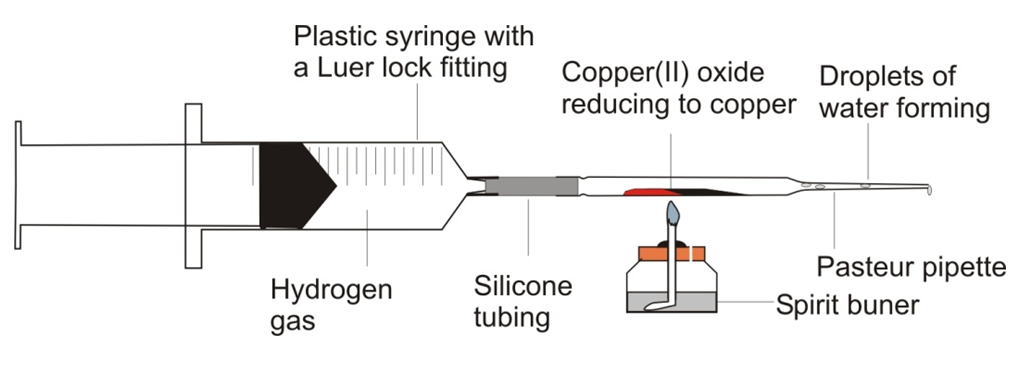 Plastic syringe with
a Luer lock fitting
Copper(II) oxide
reducing to copper
Droplets of
water forming
Hydrogen
gas
Silicone
tubing
Pasteur pipette
Spirit buner